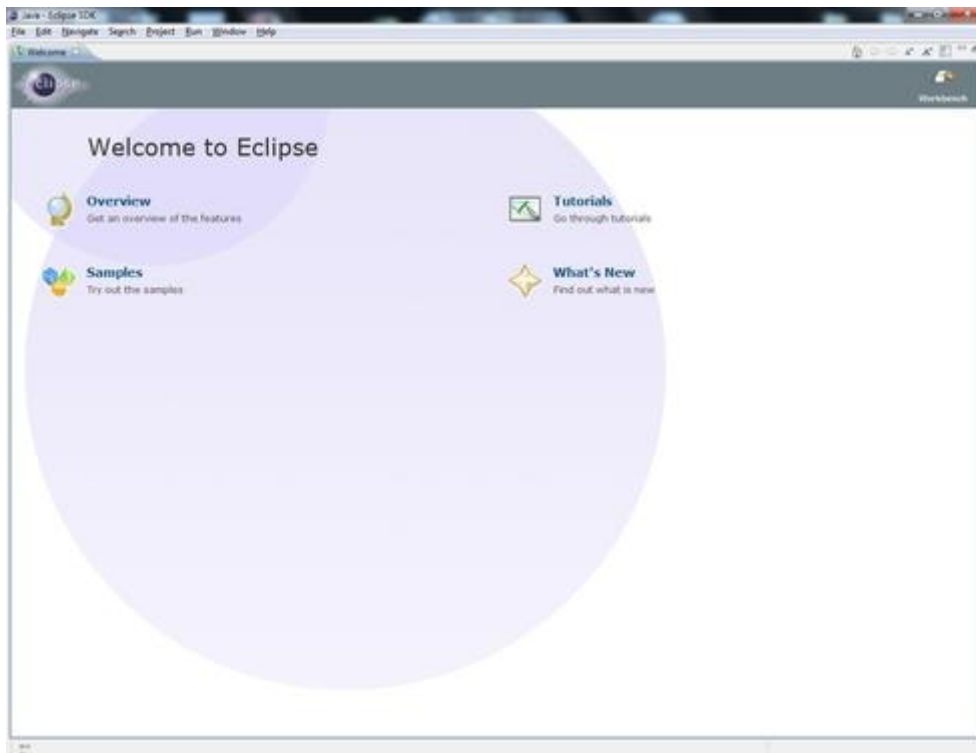 Java - Eclipse SDK
File Edit Navigate Search Project Run Window Help
Welcome
eclipse
Workbench
Welcome to Eclipse
Overview
Get an overview of the features
Tutorials
Go through tutorials
Samples
Try out the samples
What's New
Find out what is new